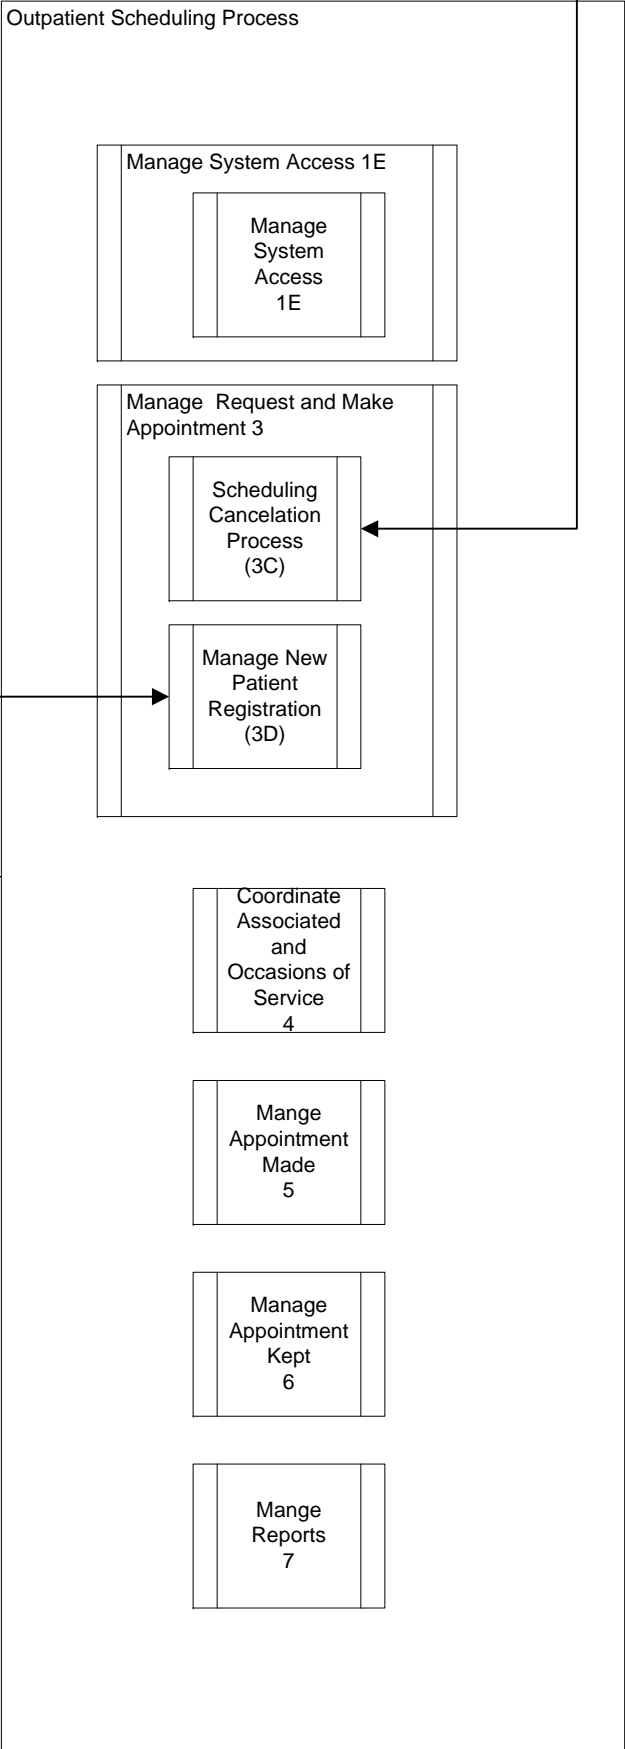 Outpatient Scheduling Process
Manage System Access 1E
Manage
System
Access
1E
Manage  Request and Make
Appointment 3
Scheduling
Cancelation
Process
(3C)
Manage New
Patient
Registration
(3D)
Coordinate
Associated
and
Occasions of
Service
4
Mange
Appointment
Made
5
Manage
Appointment
Kept
6
Mange
Reports
7